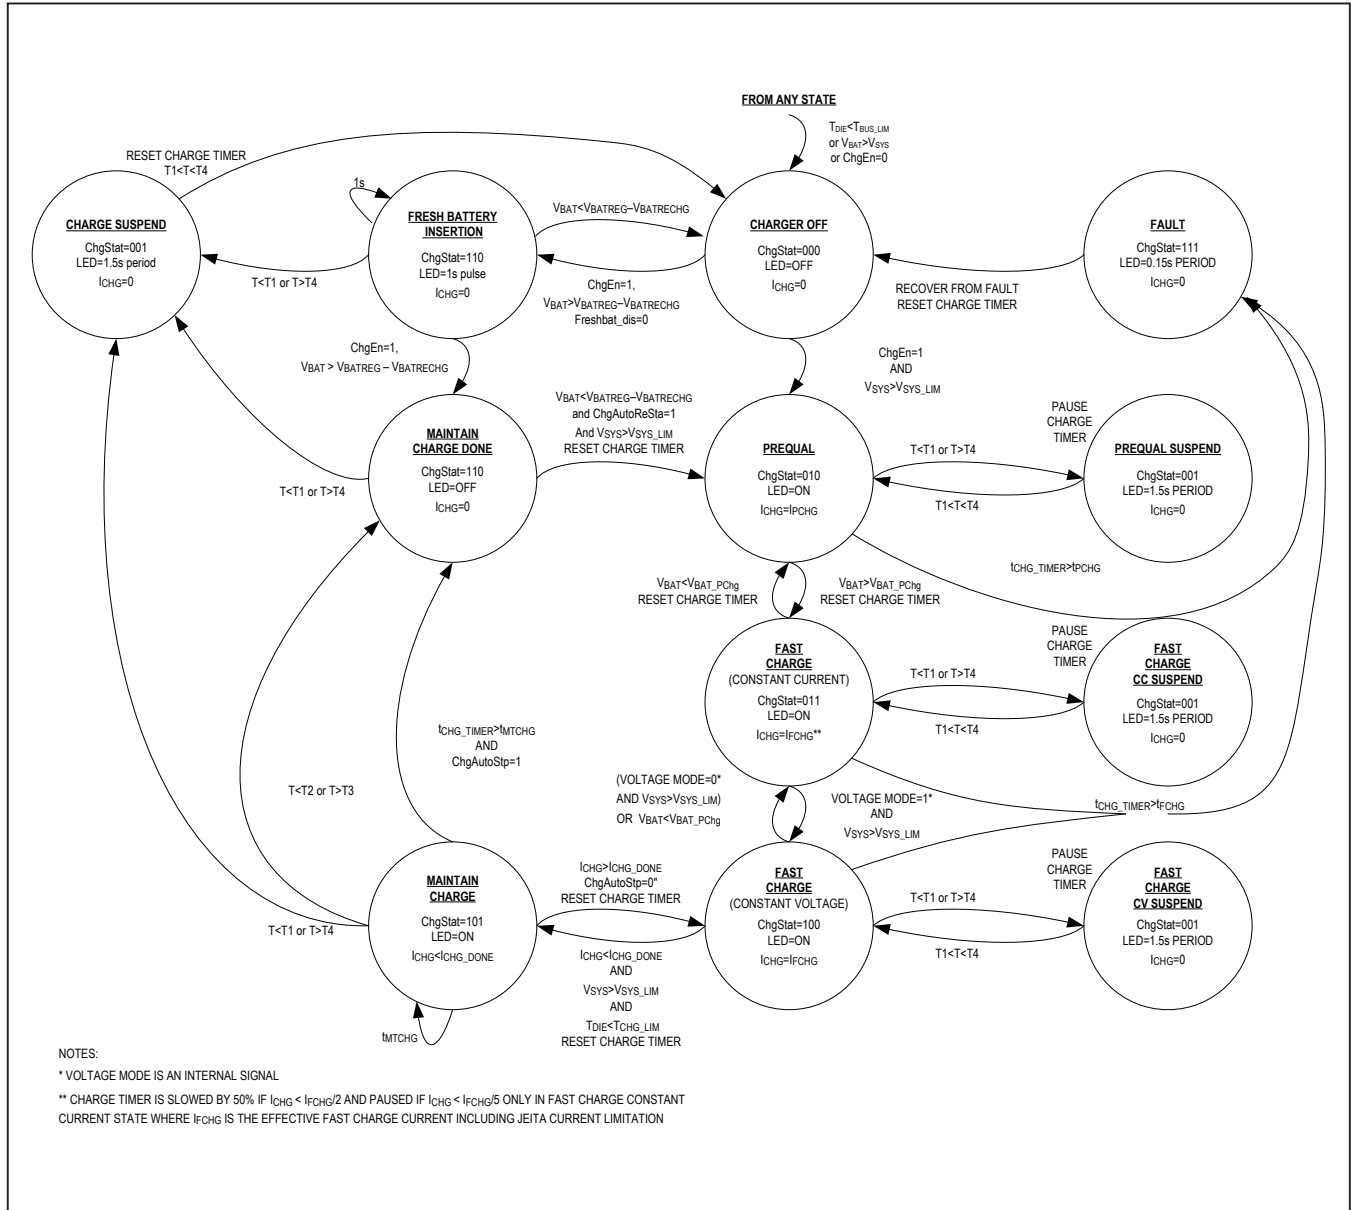 FROM ANY STATE
TDIE<TBUS_LIM
or VBAT>VSYS
or ChgEn=0
RESET CHARGE TIMER
T1<T<T4
CHARGE SUSPEND
ChgStat=001
LED=1.5s period
ICHG=0
1s
FRESH BATTERY
INSERTION
ChgStat=110
LED=1s pulse
ICHG=0
VBAT<VBATREG–VBATRECHG
CHARGER OFF
ChgStat=000
LED=OFF
ICHG=0
FAULT
ChgStat=111
LED=0.15s PERIOD
ICHG=0
T<T1 or T>T4
ChgEn=1,
VBAT>VBATREG–VBATRECHG
Freshbat_dis=0
RECOVER FROM FAULT
RESET CHARGE TIMER
ChgEn=1,
VBAT > VBATREG – VBATRECHG
ChgEn=1
AND
VSYS>VSYS_LIM
MAINTAIN
CHARGE DONE
ChgStat=110
LED=OFF
ICHG=0
VBAT<VBATREG–VBATRECHG
and ChgAutoReSta=1
And VSYS>VSYS_LIM
RESET CHARGE TIMER
PREQUAL
ChgStat=010
LED=ON
ICHG=IPCHG
PAUSE
CHARGE
TIMER
T<T1 or T>T4
T1<T<T4
PREQUAL SUSPEND
ChgStat=001
LED=1.5s PERIOD
ICHG=0
T<T1 or T>T4
tCHG_TIMER>tPCHG
VBAT<VBAT_PChg
RESET CHARGE TIMER
VBAT>VBAT_PChg
RESET CHARGE TIMER
FAST
CHARGE
(CONSTANT CURRENT)
ChgStat=011
LED=ON
ICHG=IFCHG**
PAUSE
CHARGE
TIMER
T<T1 or T>T4
T1<T<T4
FAST
CHARGE
CC SUSPEND
ChgStat=001
LED=1.5s PERIOD
ICHG=0
tCHG_TIMER>tMTCHG
AND
ChgAutoStp=1
T<T2 or T>T3
(VOLTAGE MODE=0*
AND VSYS>VSYS_LIM)
OR VBAT<VBAT_PChg
VOLTAGE MODE=1*
AND
VSYS>VSYS_LIM
tCHG_TIMER>tFCHG
MAINTAIN
CHARGE
ChgStat=101
LED=ON
ICHG<ICHG_DONE
T<T1 or T>T4
tMTCHG
ICHG>ICHG_DONE
ChgAutoStp=0"
RESET CHARGE TIMER
ICHG<ICHG_DONE
AND
VSYS>VSYS_LIM
AND
TDIE<TCHG_LIM
RESET CHARGE TIMER
FAST
CHARGE
(CONSTANT VOLTAGE)
ChgStat=100
LED=ON
ICHG=IFCHG
PAUSE
CHARGE
TIMER
T<T1 or T>T4
T1<T<T4
FAST
CHARGE
CV SUSPEND
ChgStat=001
LED=1.5s PERIOD
ICHG=0
NOTES:
* VOLTAGE MODE IS AN INTERNAL SIGNAL
** CHARGE TIMER IS SLOWED BY 50% IF ICHG < IFCHG/2 AND PAUSED IF ICHG < IFCHG/5 ONLY IN FAST CHARGE CONSTANT
CURRENT STATE WHERE IFCHG IS THE EFFECTIVE FAST CHARGE CURRENT INCLUDING JEITA CURRENT LIMITATION